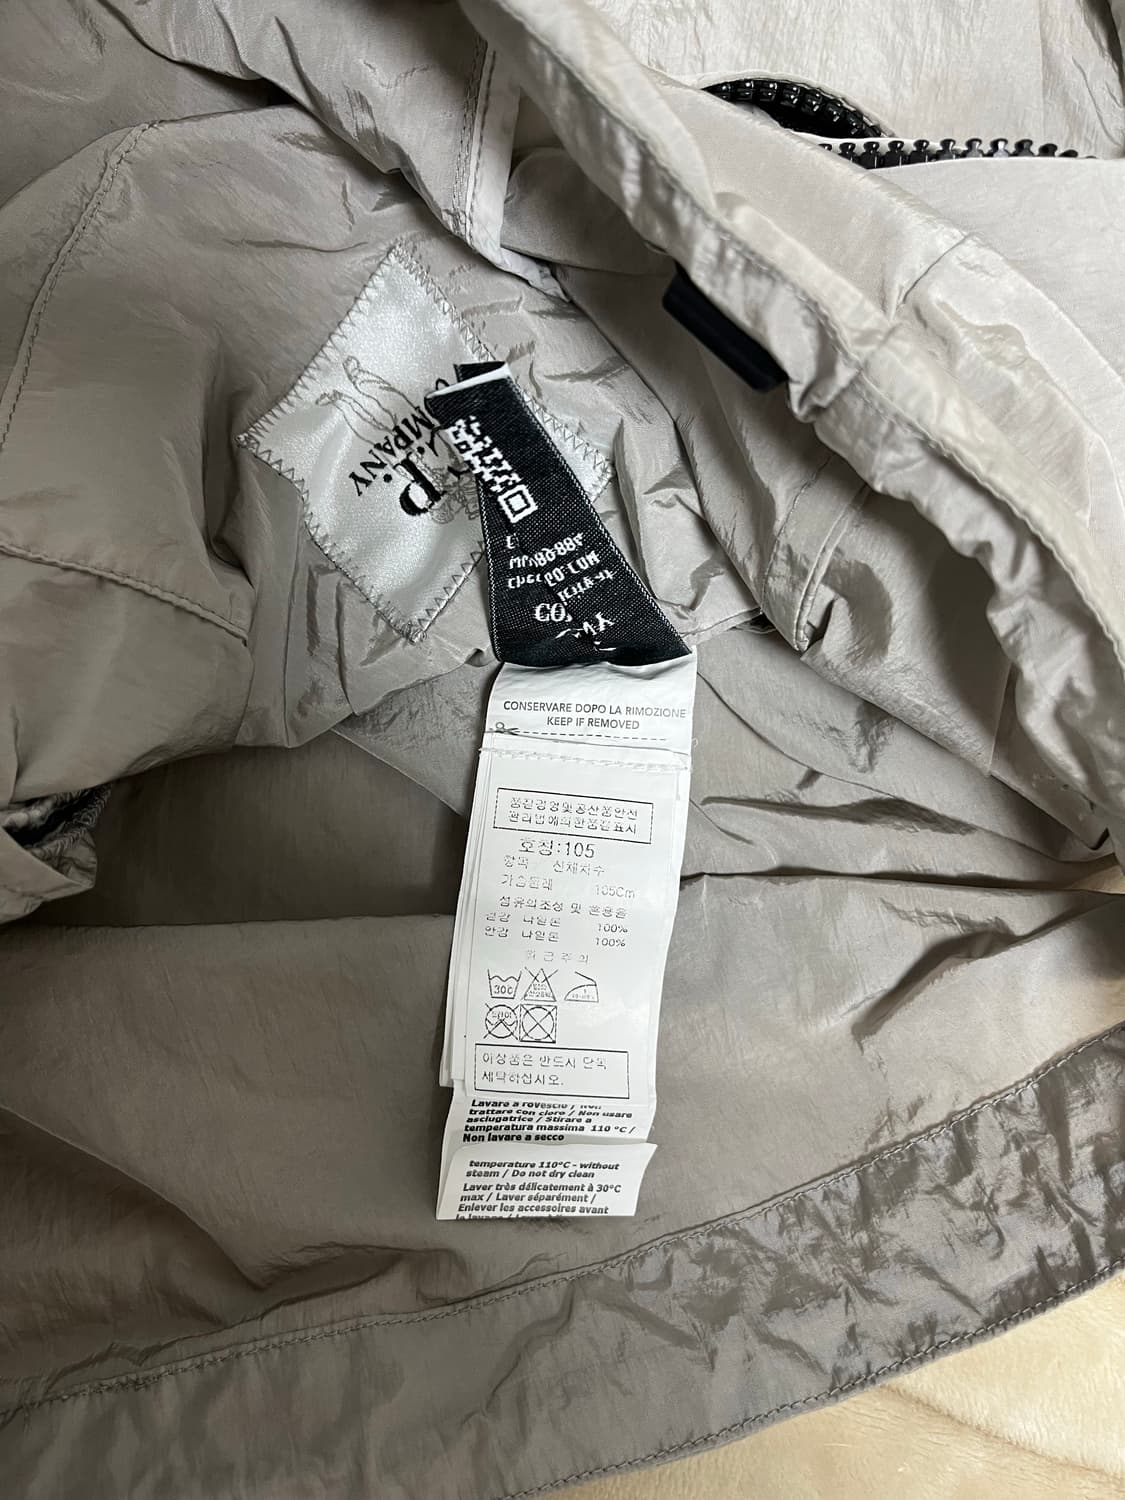 C.P.
COMPANY
CONSERVARE DOPO LA RIMOZIONE
KEEP IF REMOVED
품질경영및공산품안전
관리법에의한품질표시
호칭:105
항목 신체치수
가슴둘레 105Cm
섬유의조성 및 혼용율
겉감 나일론 100%
안감 나일론 100%
취급주의
30C
이상품은 반드시 단독
세탁하십시오.
Lavare a rovescio / Non
trattare con cloro / Non usare
asciugatrice / Stirare a
temperatura massima 110 °C /
Non lavare a secco
temperature 110°C - without
steam / Do not dry clean
Laver très délicatement à 30°C
max / Laver séparément /
Enlever les accessoires avant